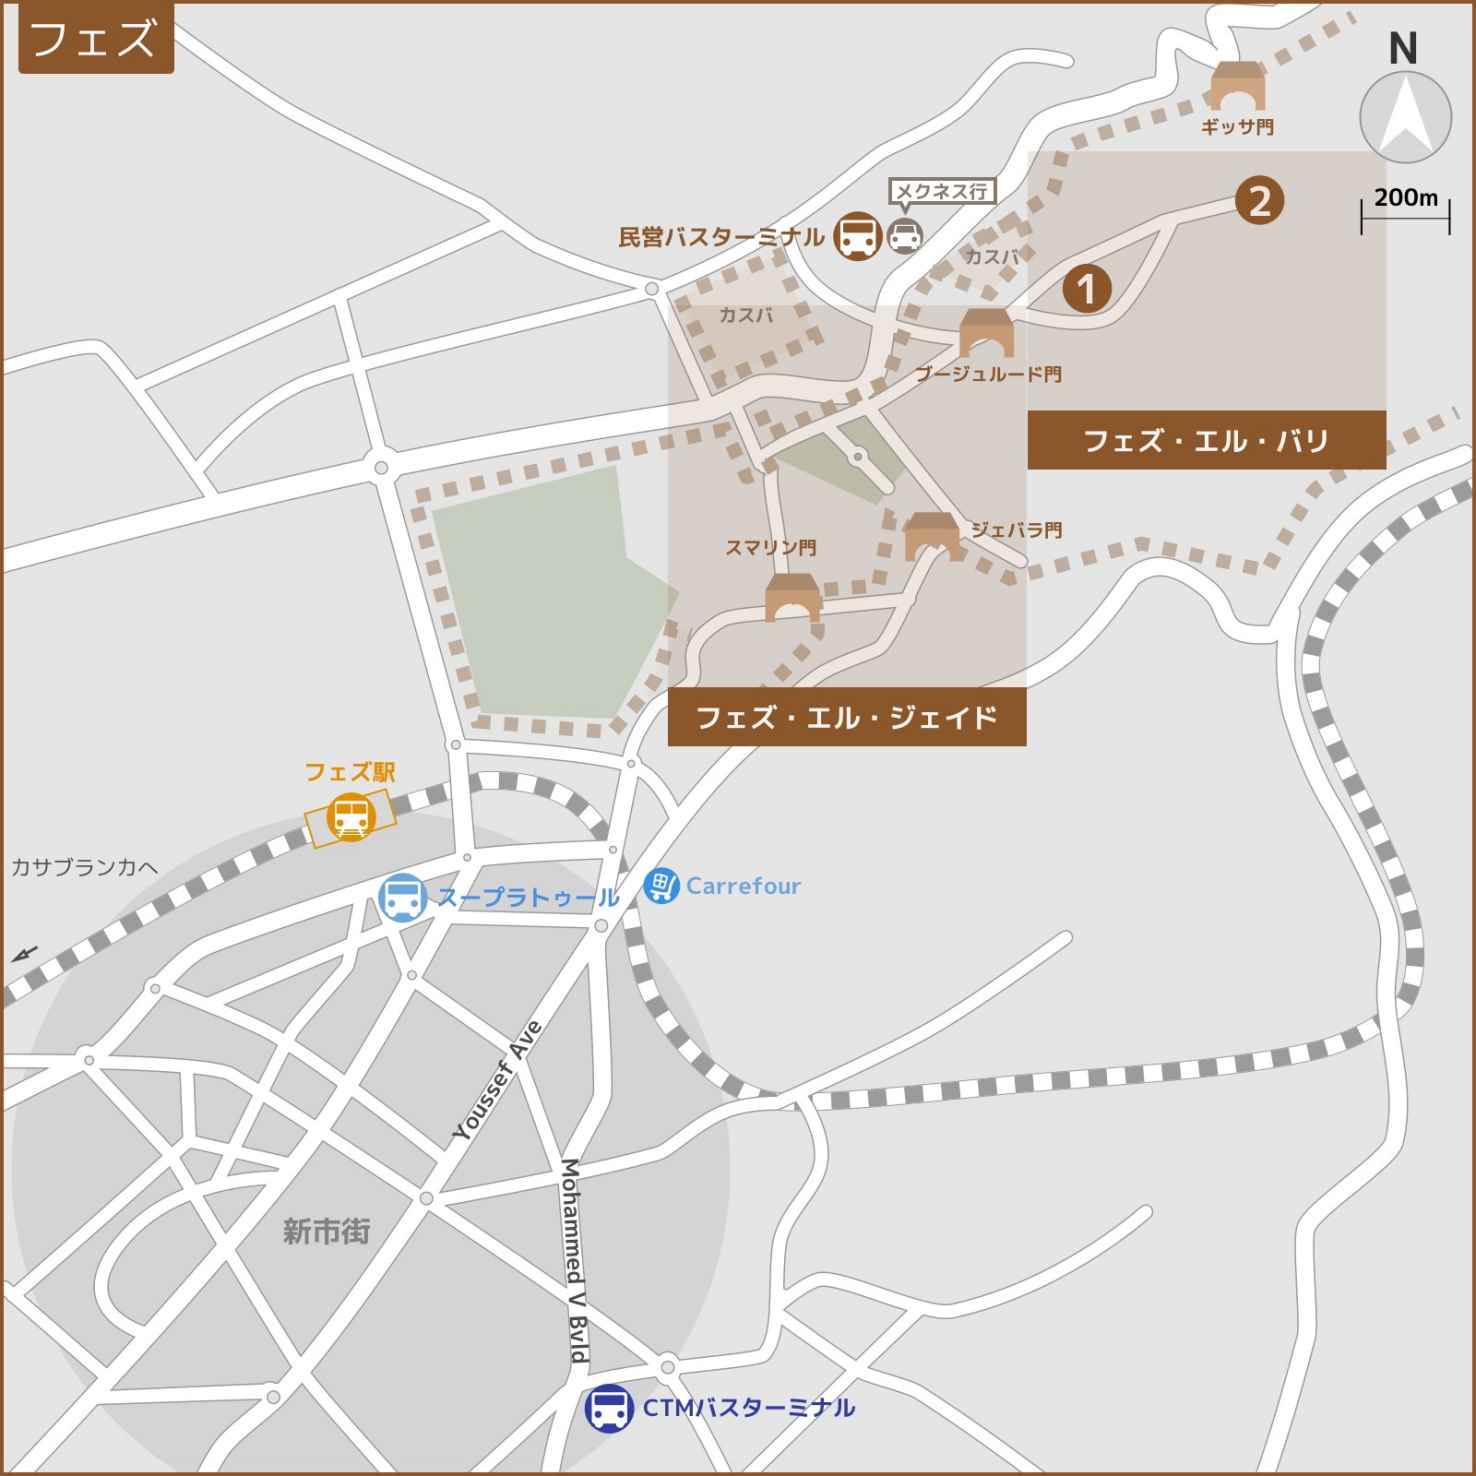 フェズ
N
ギッサ門
200m
メクネス行
2
民営バスターミナル
カスバ
1
カスバ
ブージュルード門
フェズ・エル・バリ
ジェバラ門
スマリン門
フェズ・エル・ジェイド
フェズ駅
カサブランカへ
スープラトゥール
Carrefour
Youssef Ave
Mohammed V Bvld
新市街
CTMバスターミナル